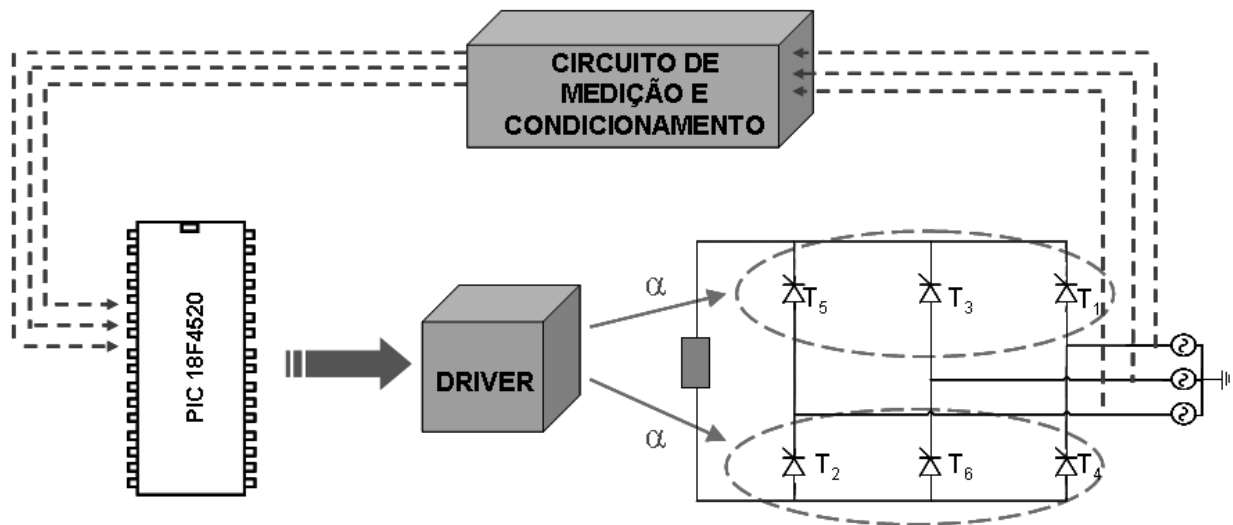 CIRCUITO DE
MEDIÇÃO E
CONDICIONAMENTO
PIC 18F4520
DRIVER
α
α
T5
T3
T1
T2
T6
T4